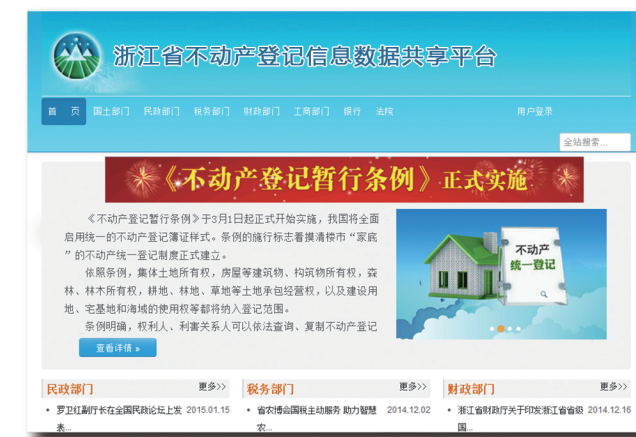 浙江省不动产登记信息数据共享平台
首 页 国土部门 民政部门 税务部门 财政部门 工商部门 银行 法院 用户登录
全站搜索...
《不动产登记暂行条例》正式实施
《不动产登记暂行条例》于3月1日起正式开始实施，我国将全面
启用统一的不动产登记簿证样式。条例的施行标志着摸清楼市“家底
”的不动产统一登记制度正式建立。
依照条例，集体土地所有权，房屋等建筑物、构筑物所有权，森
林、林木所有权，耕地、林地、草地等土地承包经营权，以及建设用
地、宅基地和海域的使用权等都将纳入登记范围。
条例明确，权利人、利害关系人可以依法查询、复制不动产登记
查看详情 »
不动产
统一登记
民政部门 更多>>
• 罗卫红副厅长在全国民政论坛上发 2015.01.15
表...
税务部门 更多>>
• 省农博会国税主动服务 助力智慧 2014.12.02
农...
财政部门 更多>>
• 浙江省财政厅关于印发浙江省省级 2014.12.16
国...